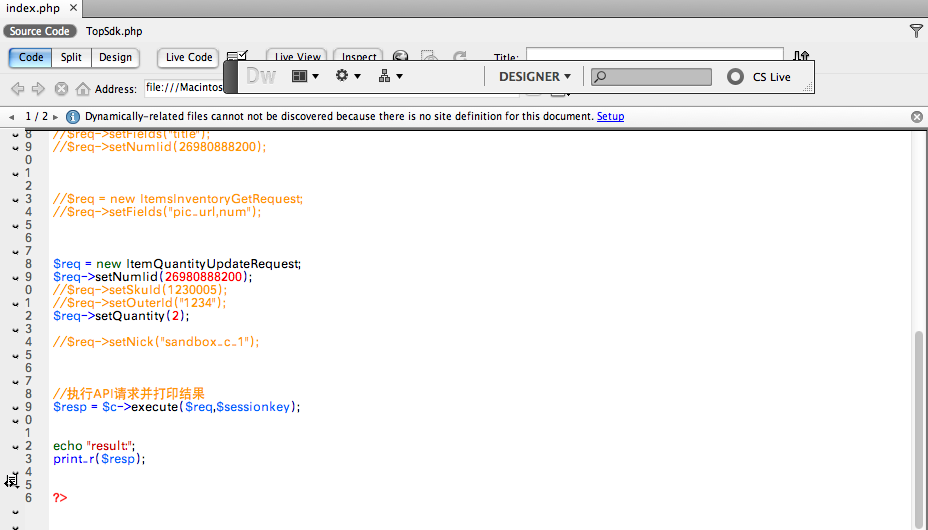 index.php ×
Source Code TopSdk.php
Code Split Design Live Code Live View Inspect Title:
Dw DESIGNER CS Live
Address: file:///Macintos
1 / 2 Dynamically-related files cannot not be discovered because there is no site definition for this document. Setup
8 //$req->setFields("title");
9 //$req->setNumIid(26980888200);
0
1
2
3 //$req = new ItemsInventoryGetRequest;
4 //$req->setFields("pic_url,num");
5
6
7
8 $req = new ItemQuantityUpdateRequest;
9 $req->setNumIid(26980888200);
0 //$req->setSkuId(1230005);
1 //$req->setOuterId("1234");
2 $req->setQuantity(2);
3
4 //$req->setNick("sandbox_c_1");
5
6
7
8 //执行API请求并打印结果
9 $resp = $c->execute($req,$sessionkey);
0
1
2 echo "result:";
3 print_r($resp);
4
5
6 ?>